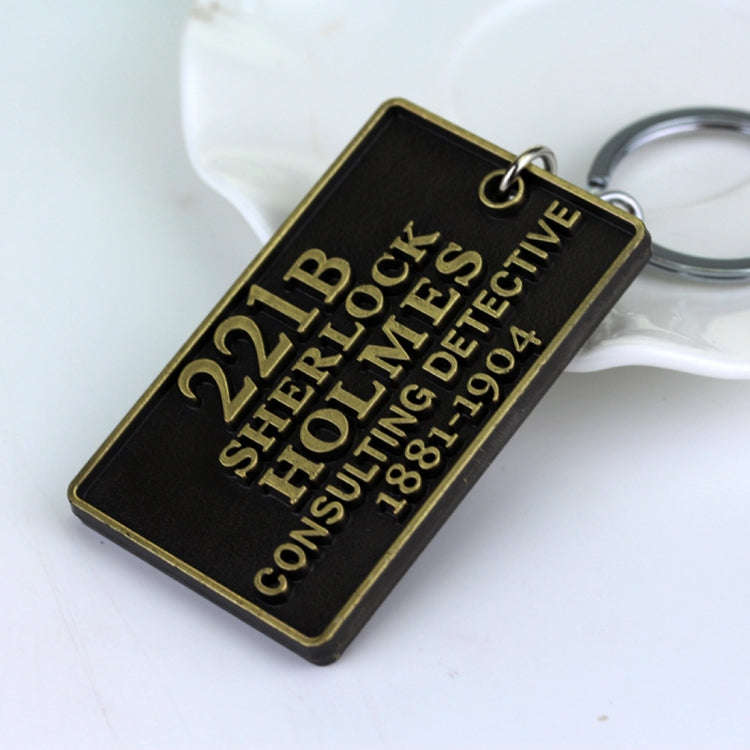 221B
SHERLOCK
HOLMES
CONSULTING DETECTIVE
1881-1904